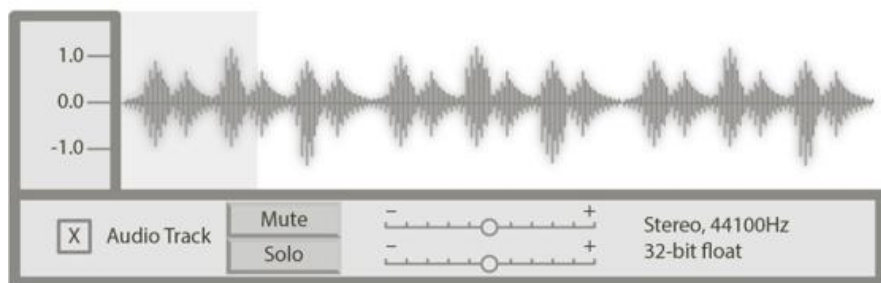 1.0
0.0
-1.0
X Audio Track
Mute
Solo
- +
- +
Stereo, 44100Hz
32-bit float